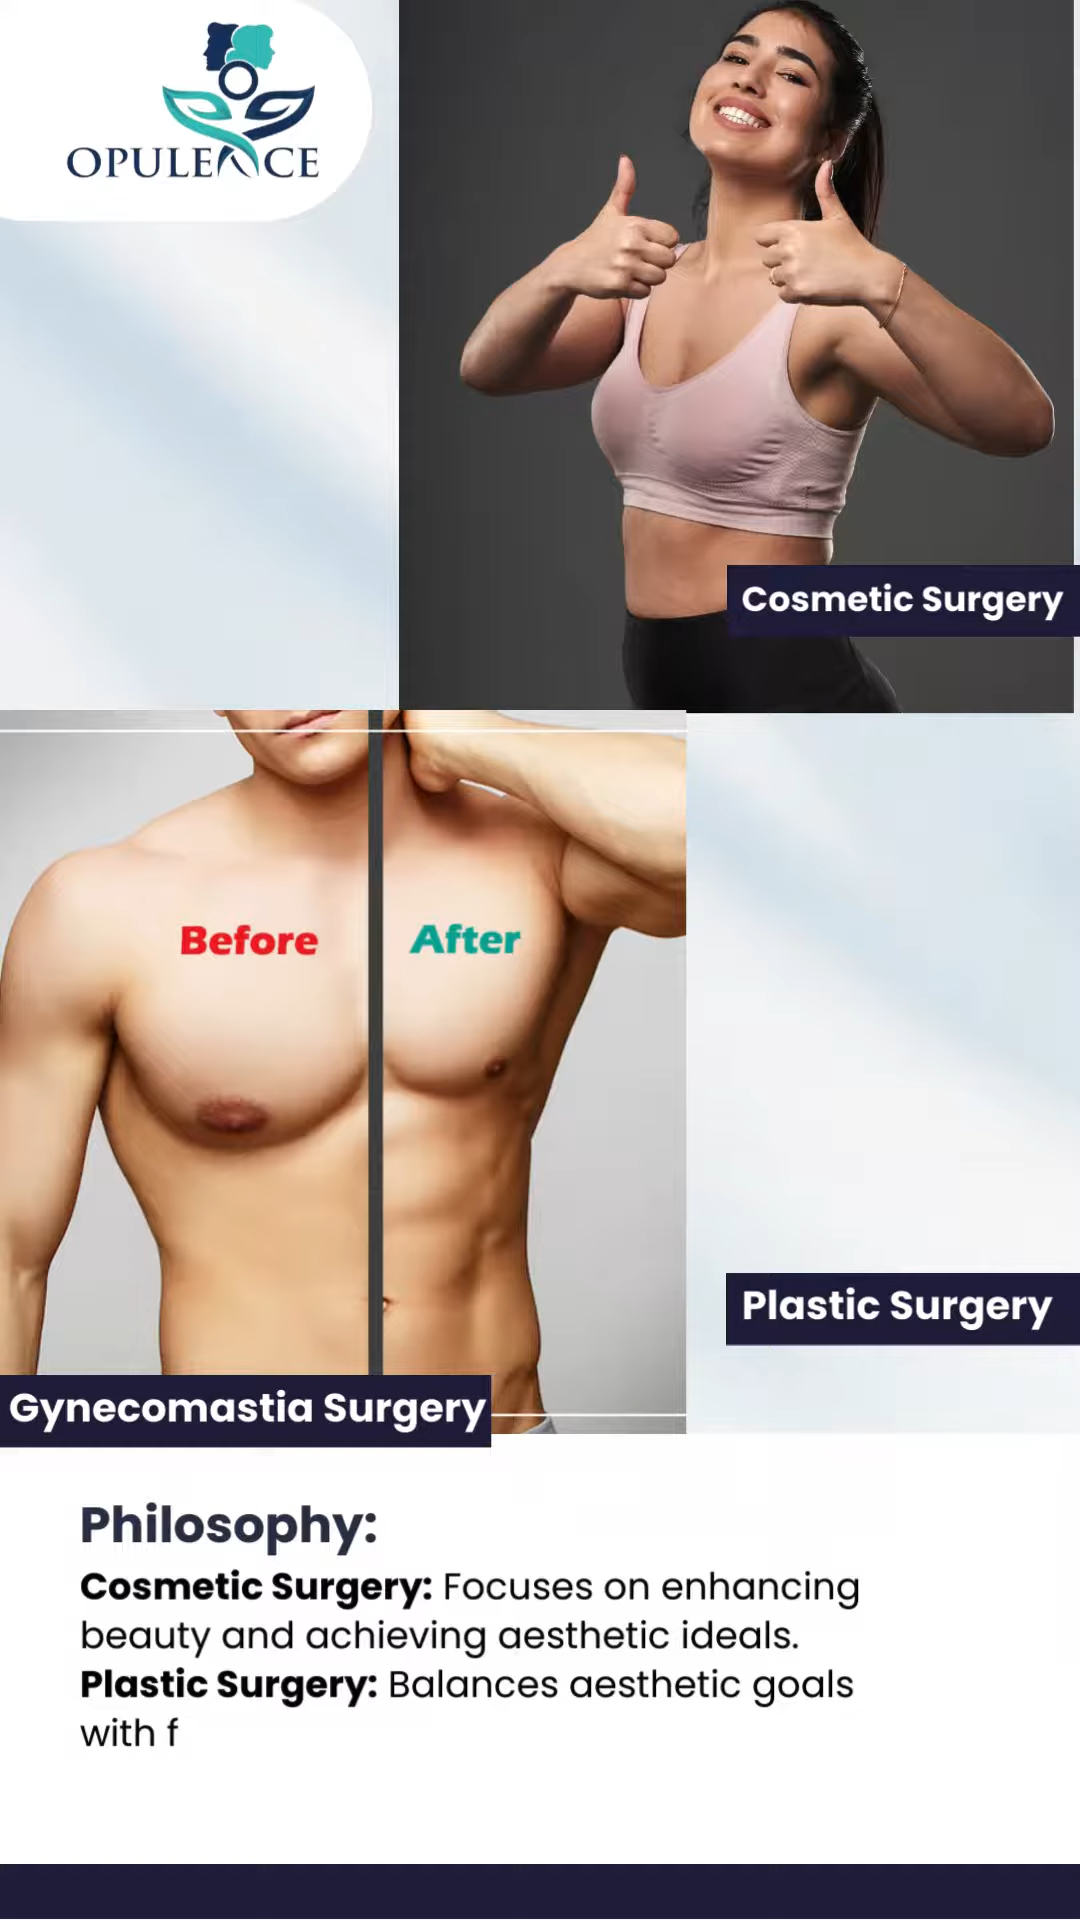 OPULENCE
Cosmetic Surgery
Before
After
Plastic Surgery
Gynecomastia Surgery
Philosophy:
Cosmetic Surgery: Focuses on enhancing
beauty and achieving aesthetic ideals.
Plastic Surgery: Balances aesthetic goals
with f